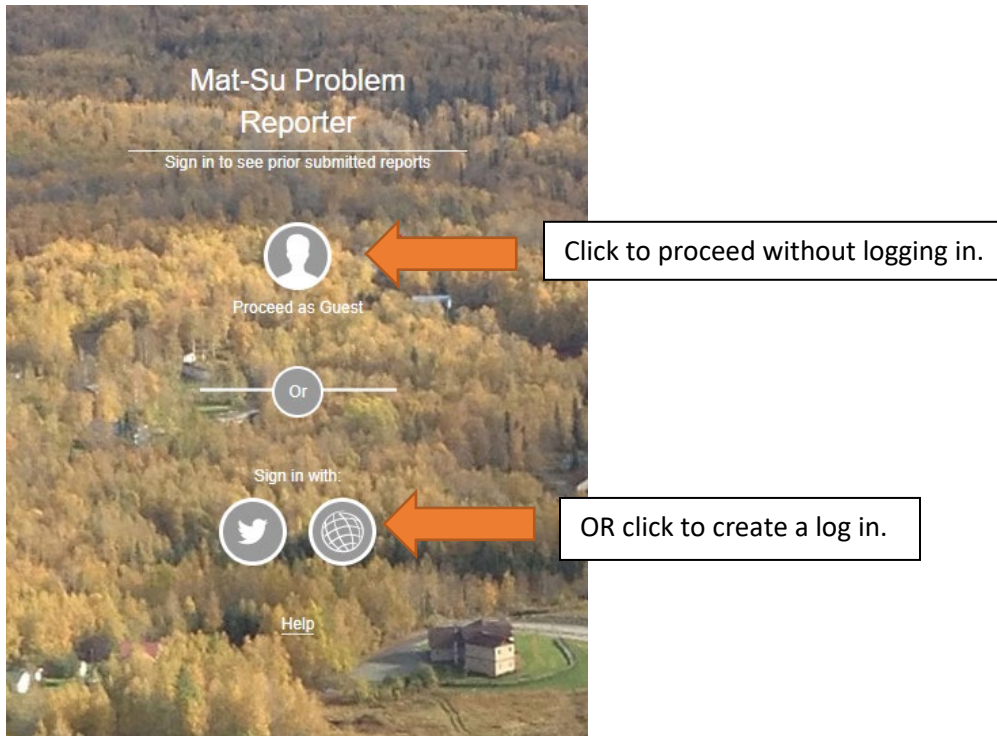 Mat-Su Problem
Reporter
Sign in to see prior submitted reports
Click to proceed without logging in.
Proceed as Guest
Or
Sign in with:
OR click to create a log in.
Help